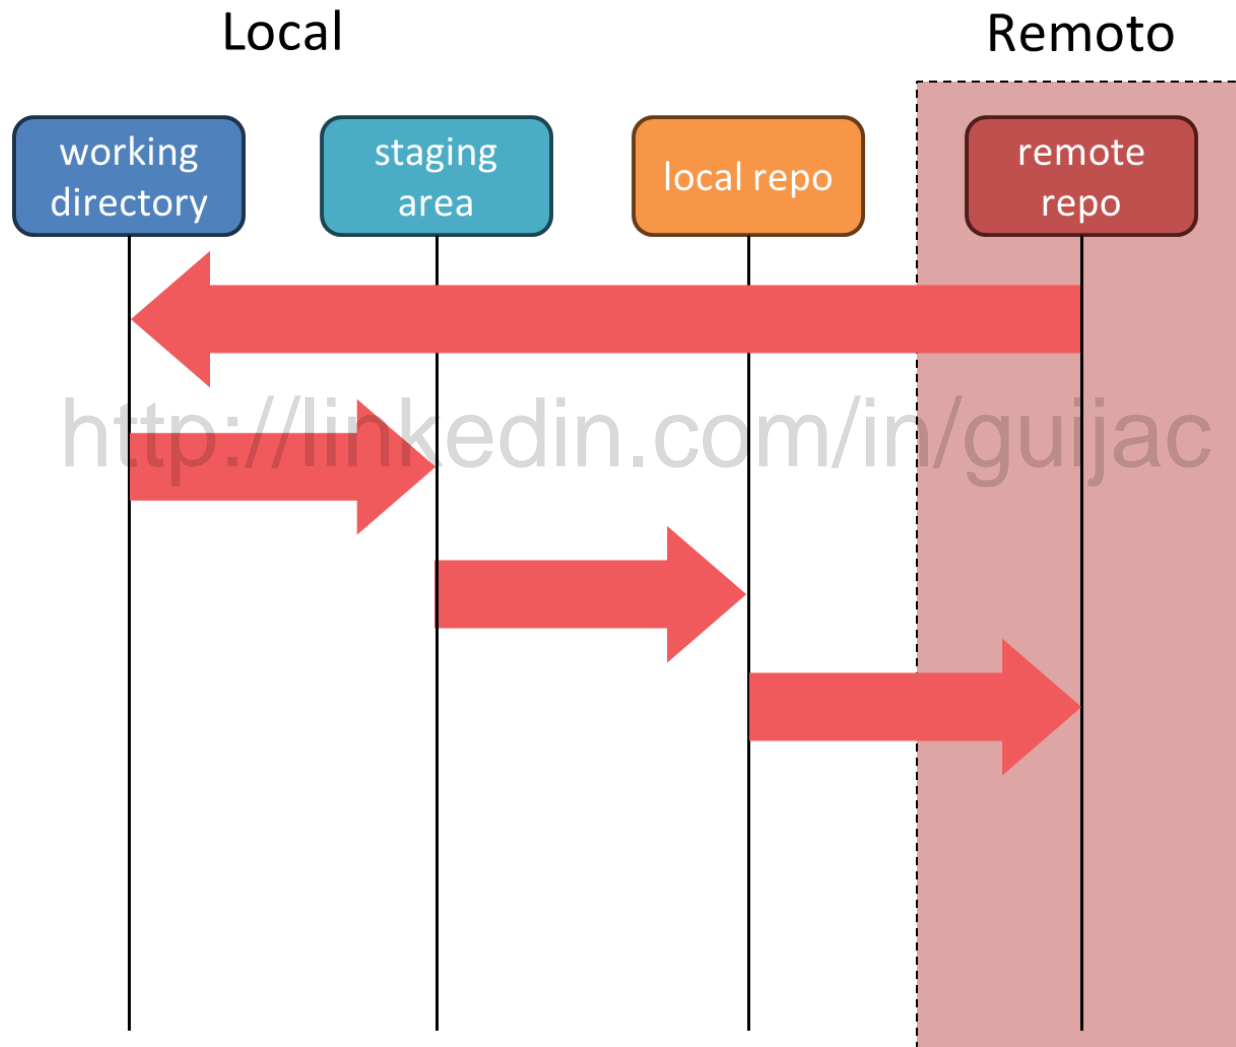 Local
Remoto
working
directory
staging
area
local repo
remote
repo
http://linkedin.com/in/guijac